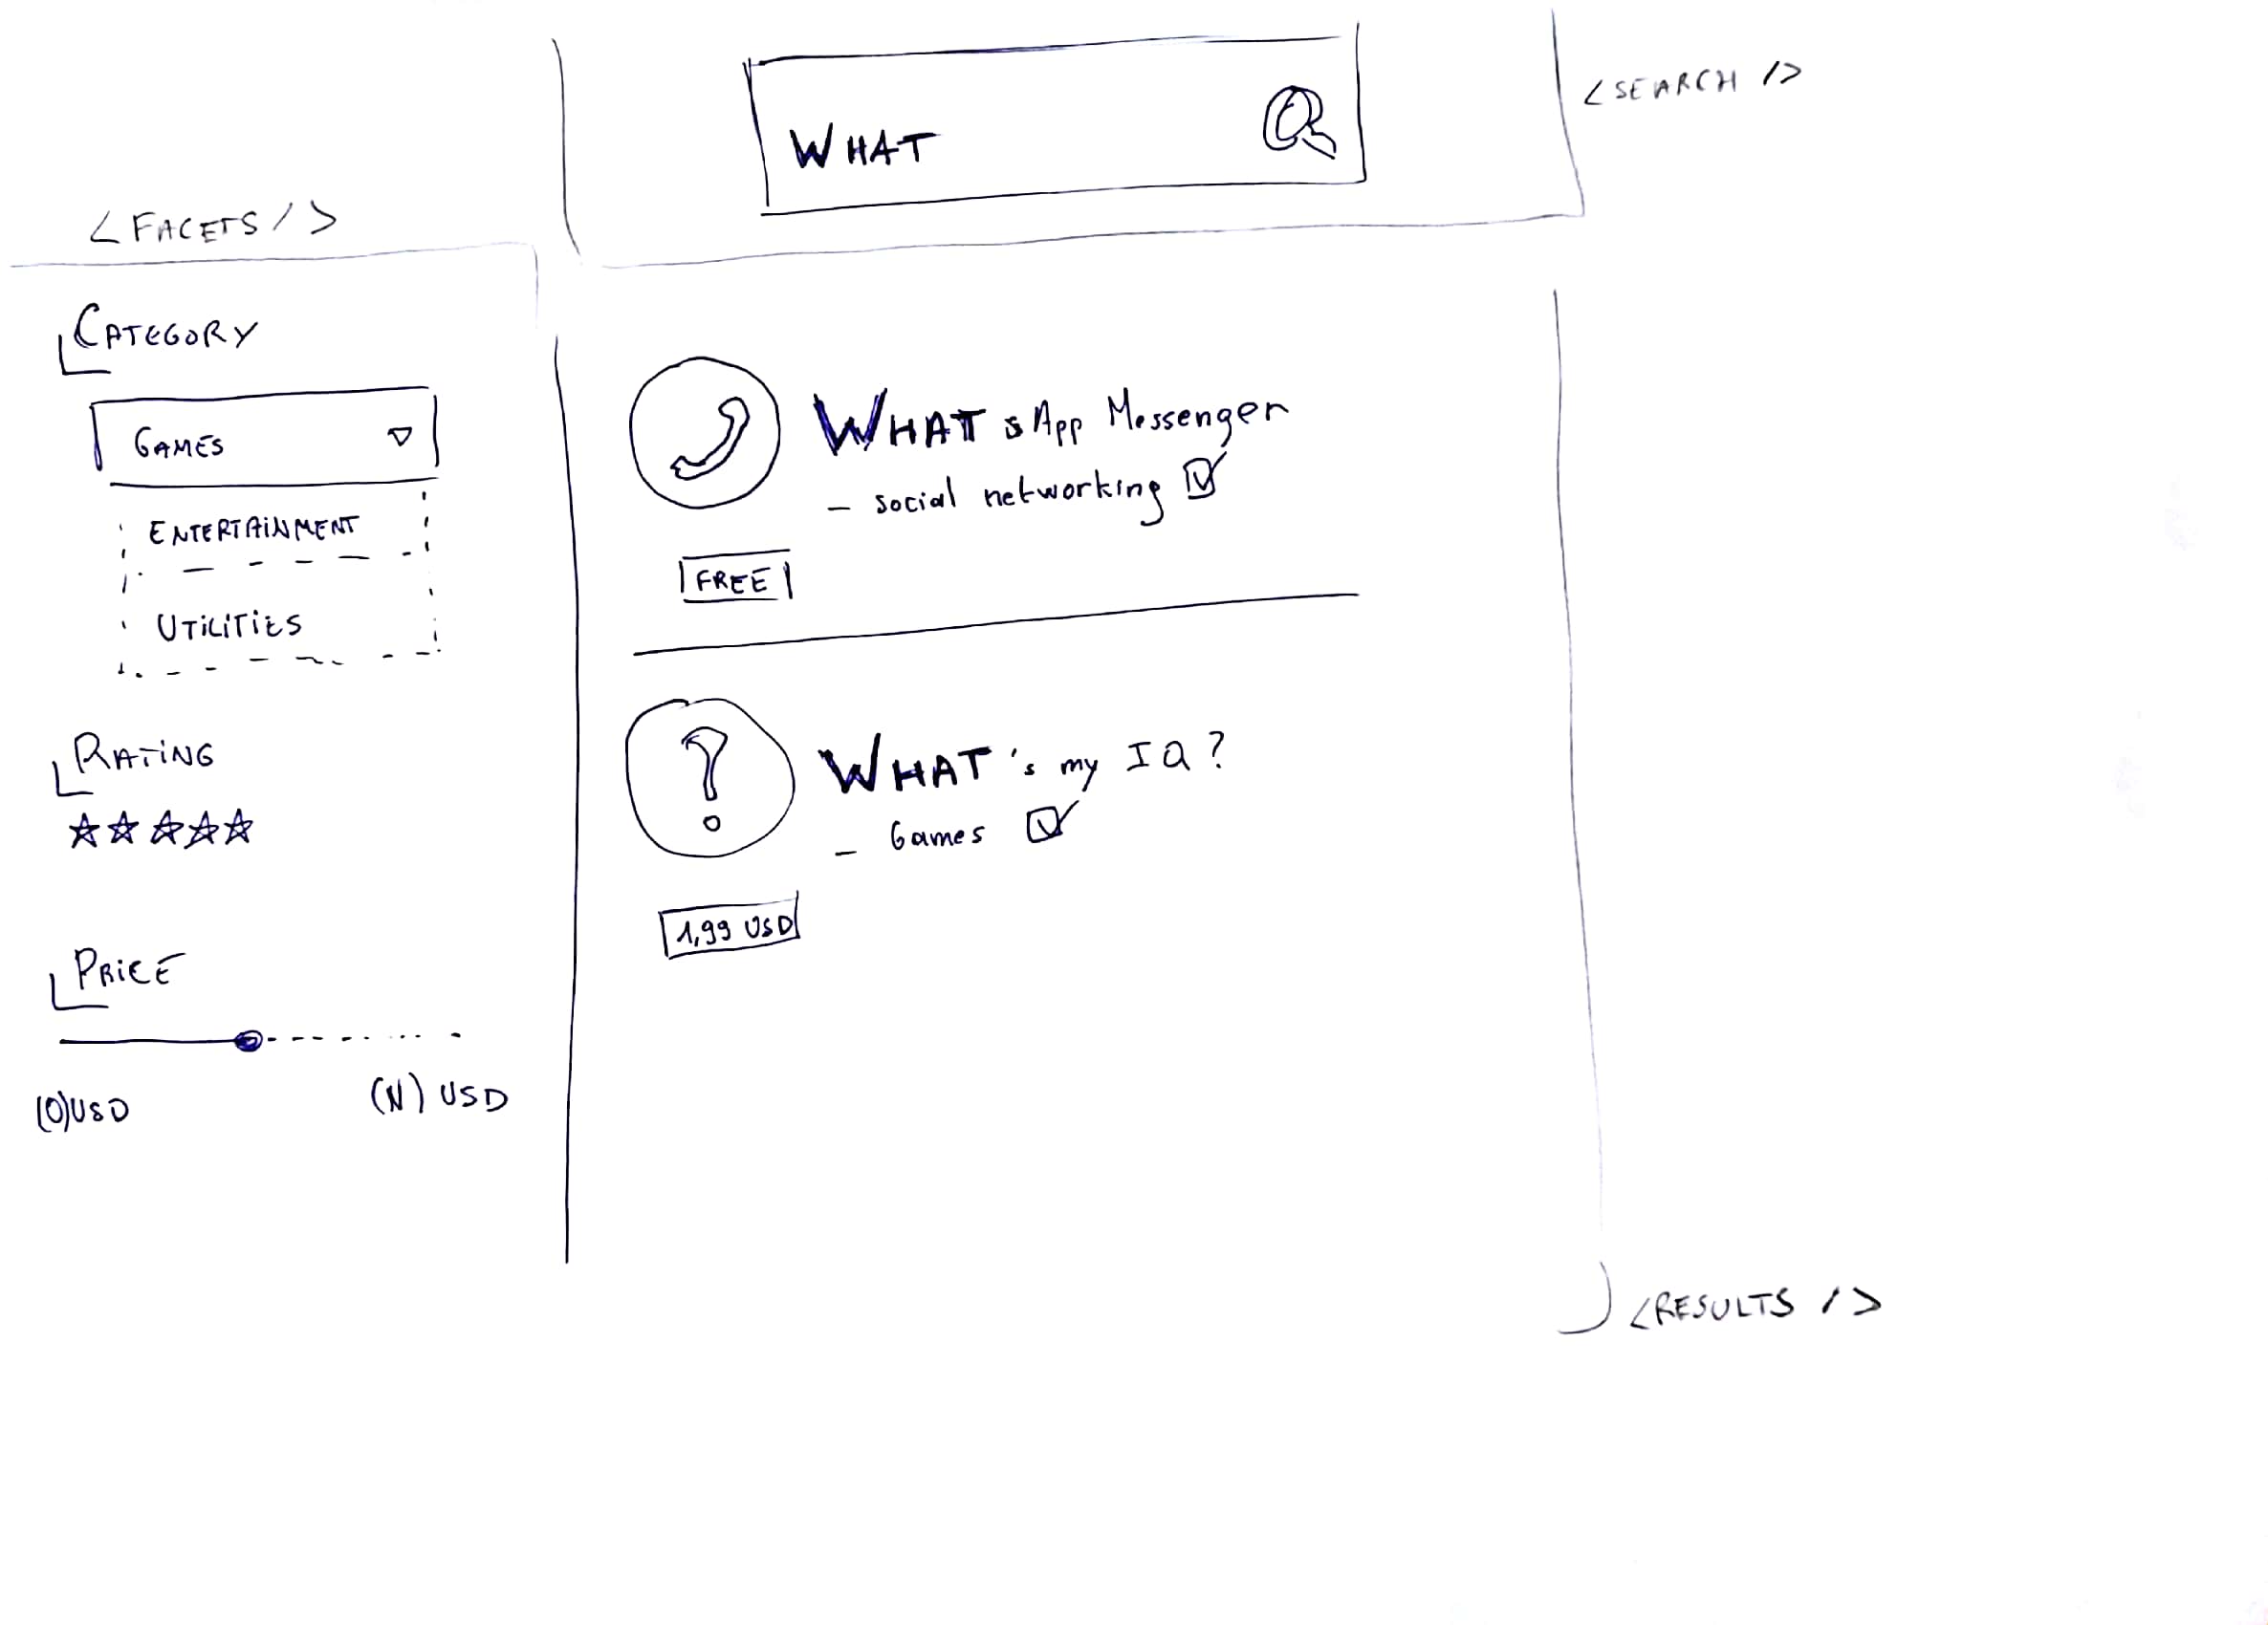 <SEARCH />
WHAT
<FACETS />
CATEGORY
GAMES
ENTERTAINMENT
UTILITIES
RATING
PRICE
(0)USD
(N) USD
WHATsApp Messenger
- social networking
FREE
WHAT's my IQ?
- Games
1,99 USD
<RESULTS />